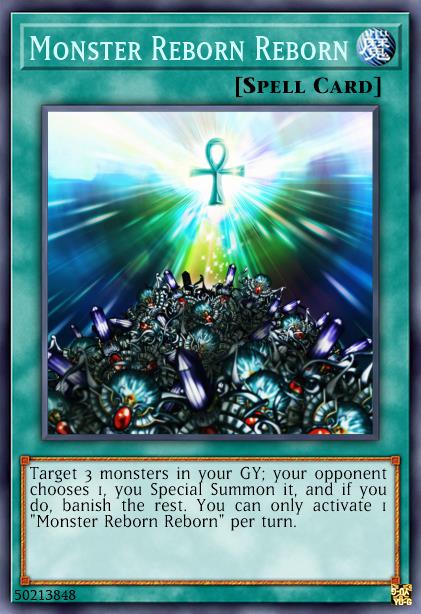 Monster Reborn Reborn 魔
[Spell Card]
Target 3 monsters in your GY; your opponent
chooses 1, you Special Summon it, and if you
do, banish the rest. You can only activate 1
"Monster Reborn Reborn" per turn.
50213848